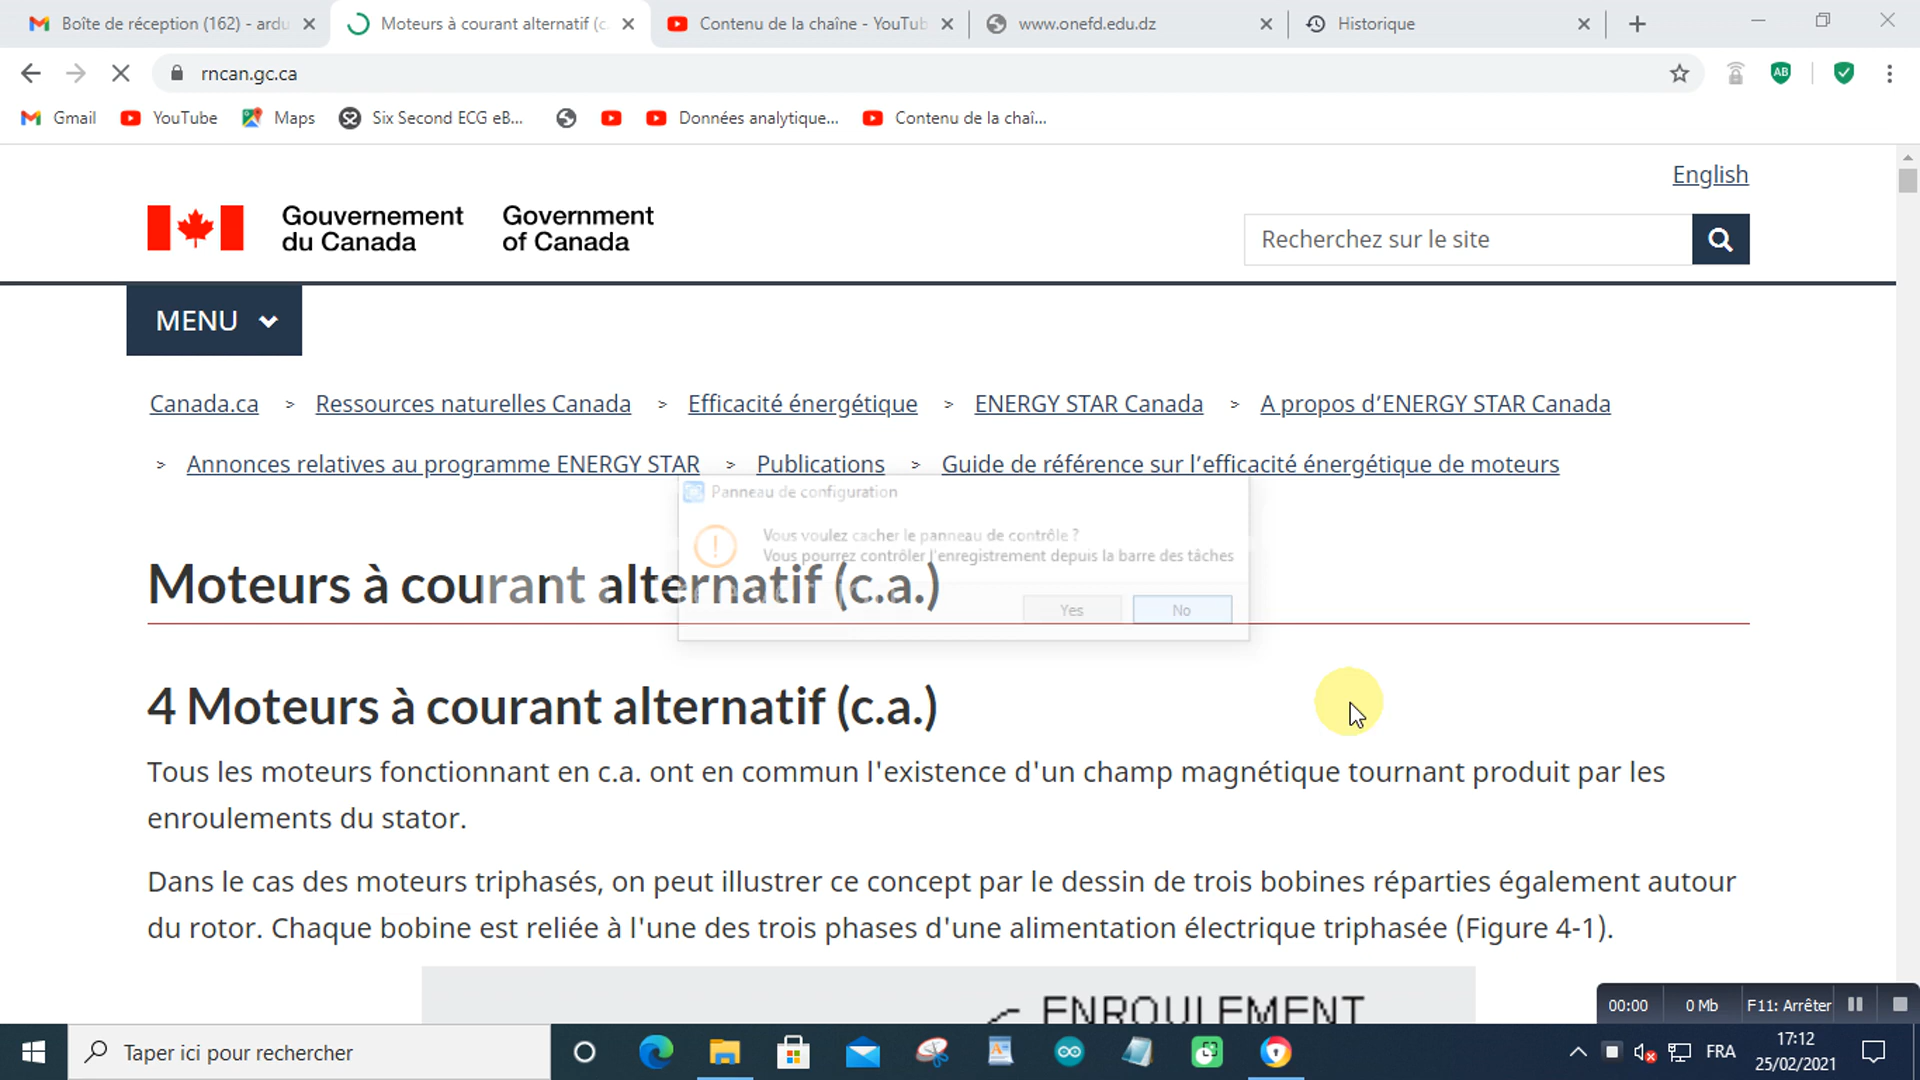 Boîte de réception (162) - ardu
Moteurs à courant alternatif (c.
Contenu de la chaîne - YouTub
www.onefd.edu.dz
Historique
rncan.gc.ca
AB
Gmail
YouTube
Maps
Six Second ECG eB...
Données analytique...
Contenu de la chaî...
English
Gouvernement du Canada
Government of Canada
Recherchez sur le site
MENU
Canada.ca > Ressources naturelles Canada > Efficacité énergétique > ENERGY STAR Canada > A propos d'ENERGY STAR Canada
> Annonces relatives au programme ENERGY STAR > Publications > Guide de référence sur l'efficacité énergétique de moteurs
Panneau de configuration
Vous voulez cacher le panneau de contrôle ?
Vous pourrez contrôler l'enregistrement depuis la barre des tâches
Yes
No
Moteurs à courant alternatif (c.a.)
4 Moteurs à courant alternatif (c.a.)
Tous les moteurs fonctionnant en c.a. ont en commun l'existence d'un champ magnétique tournant produit par les
enroulements du stator.
Dans le cas des moteurs triphasés, on peut illustrer ce concept par le dessin de trois bobines réparties également autour
du rotor. Chaque bobine est reliée à l'une des trois phases d'une alimentation électrique triphasée (Figure 4-1).
ENROULEMENT
00:00
0 Mb
F11: Arrêter
Taper ici pour rechercher
FRA
17:12
25/02/2021